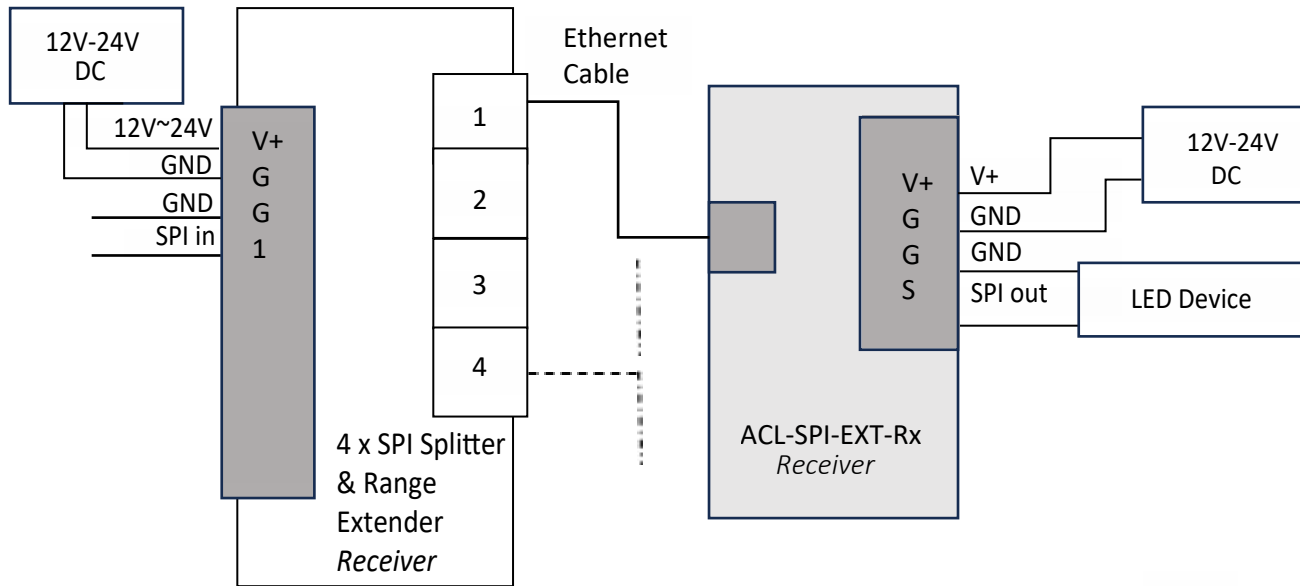 12V-24V
DC
12V~24V
GND
GND
SPI in
V+
G
G
1
1
2
3
4
4 x SPI Splitter
& Range
Extender
Receiver
Ethernet
Cable
ACL-SPI-EXT-Rx
Receiver
V+
G
G
S
V+
GND
GND
SPI out
12V-24V
DC
LED Device